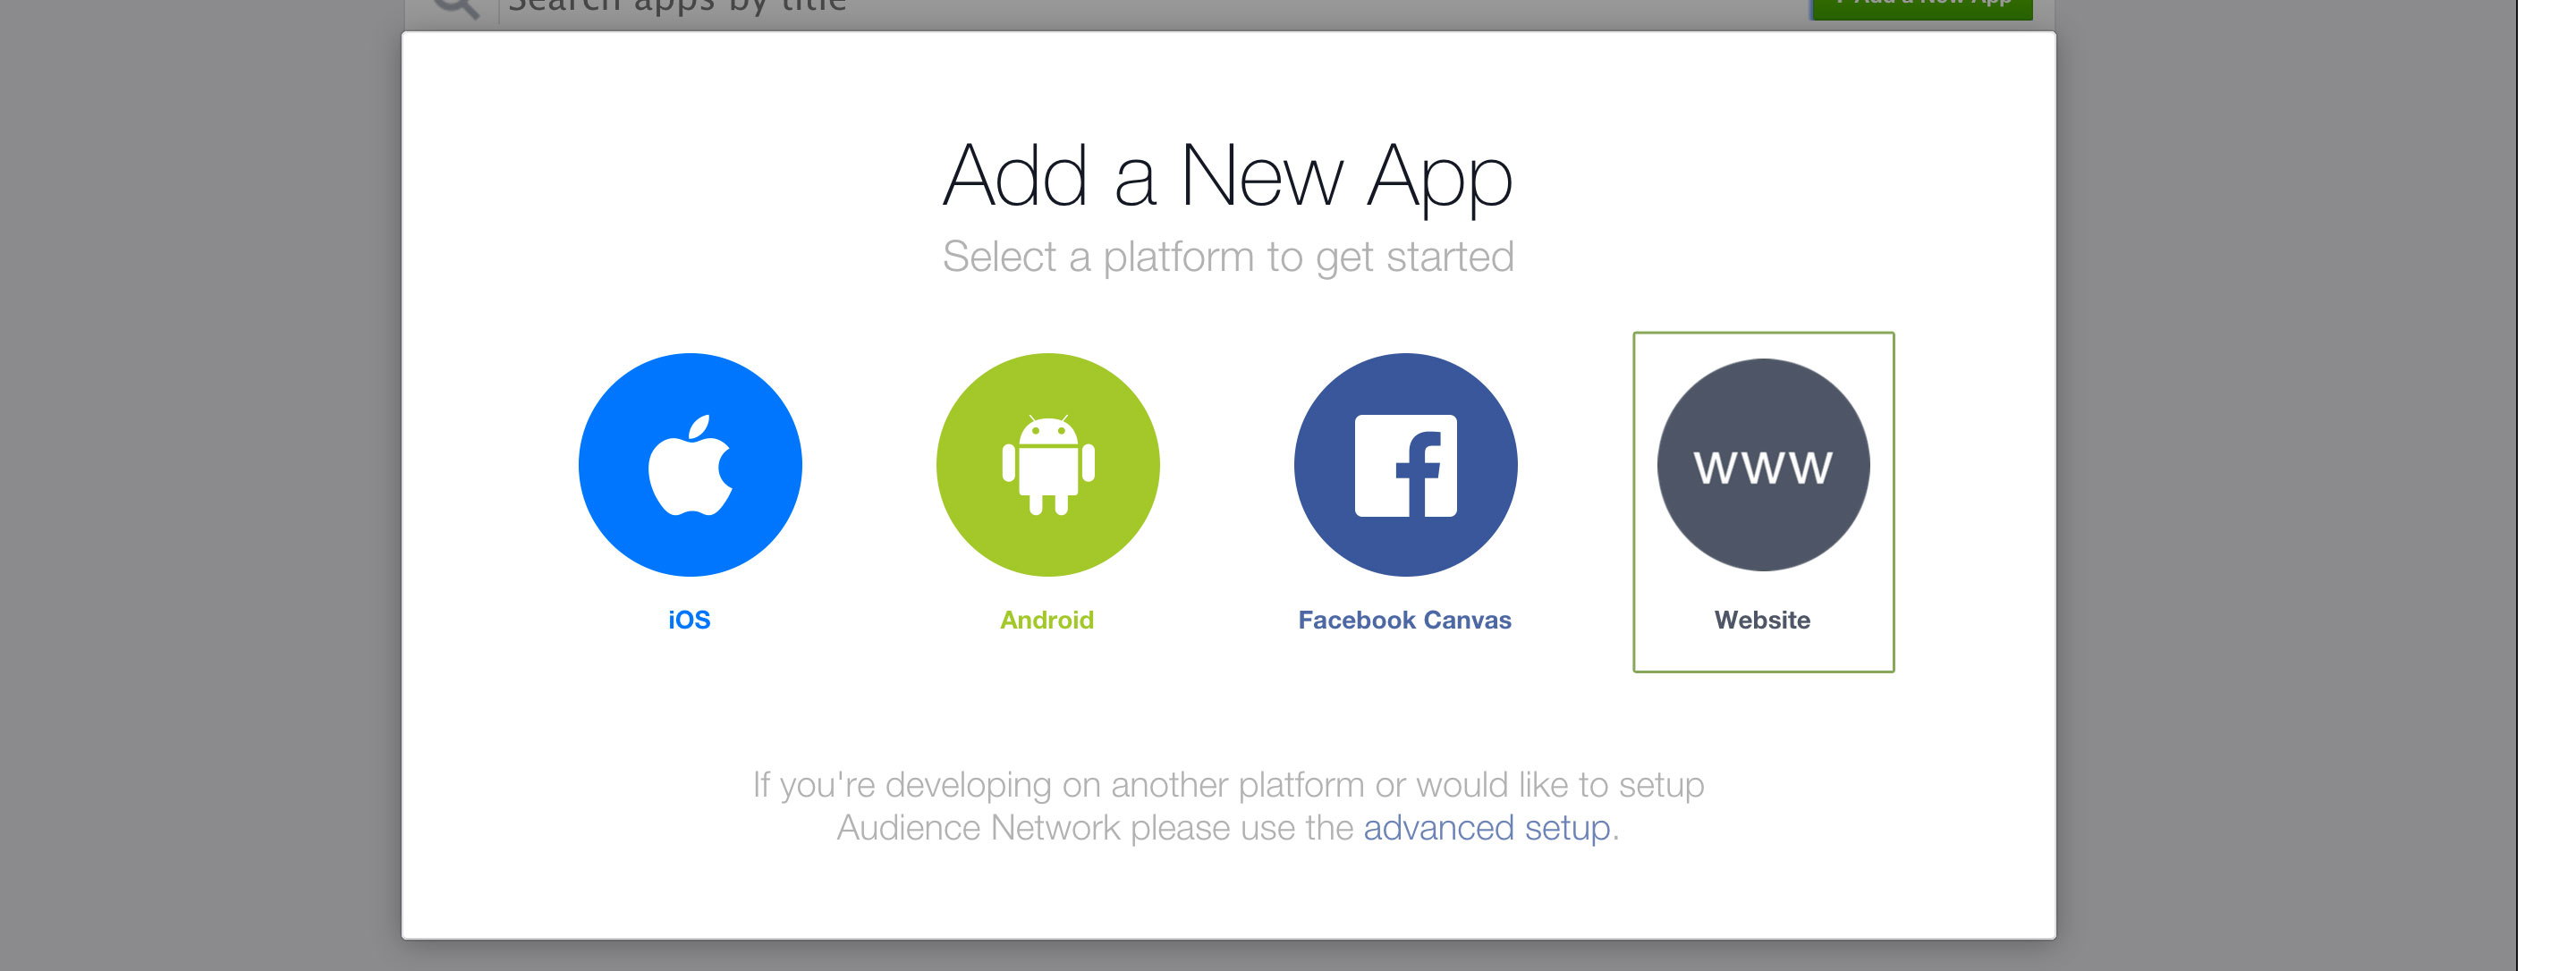 Search apps by title
Add a New App
Add a New App
Select a platform to get started
www
iOS
Android
Facebook Canvas
Website
If you're developing on another platform or would like to setup
Audience Network please use the advanced setup.